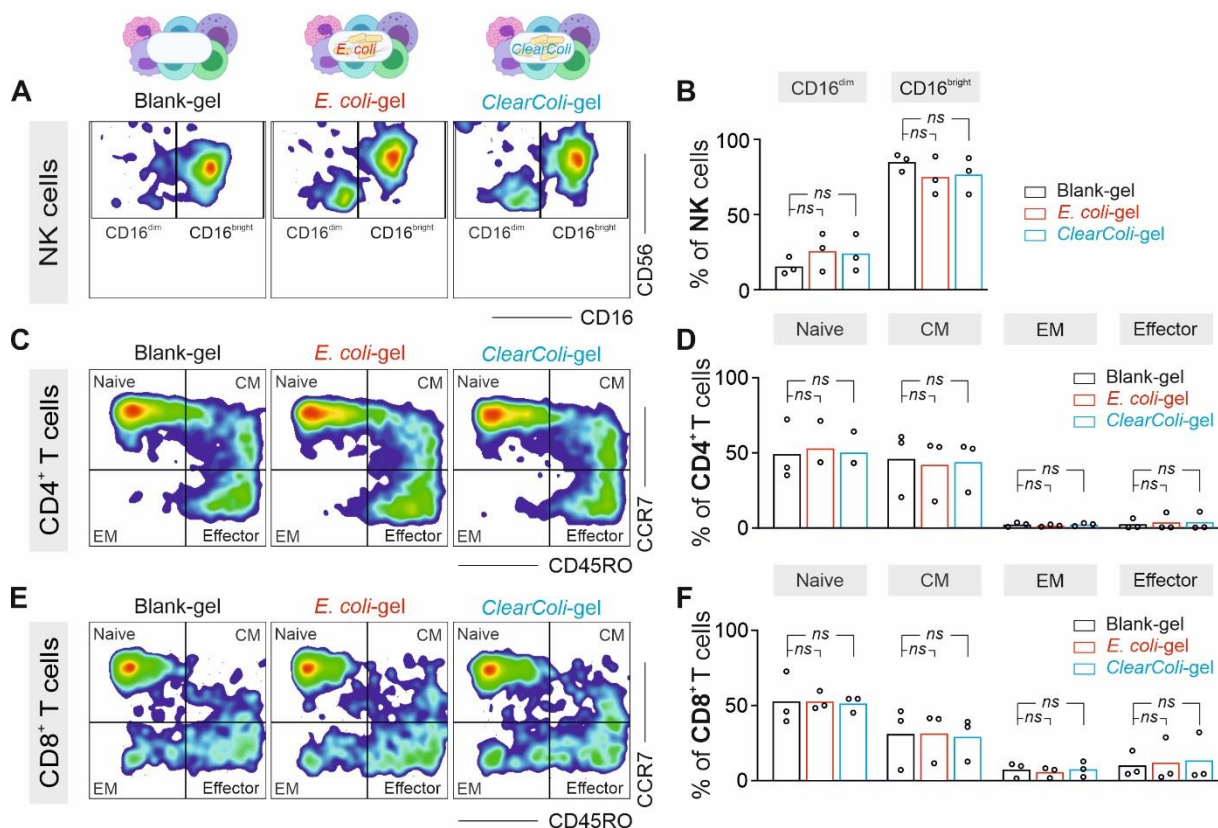 E. coli
ClearColi
A
Blank-gel
E. coli-gel
ClearColi-gel
NK cells
CD16dim
CD16bright
CD16dim
CD16bright
CD16dim
CD16bright
CD56
CD16
B
CD16dim
CD16bright
ns
ns
ns
ns
% of NK cells
100
50
0
Blank-gel
E. coli-gel
ClearColi-gel
C
Blank-gel
E. coli-gel
ClearColi-gel
CD4+ T cells
Naive
CM
Naive
CM
Naive
CM
EM
Effector
EM
Effector
EM
Effector
CCR7
CD45RO
D
Naive
CM
EM
Effector
% of CD4+ T cells
100
50
0
ns
ns
ns
ns
ns
ns
ns
ns
Blank-gel
E. coli-gel
ClearColi-gel
E
Blank-gel
E. coli-gel
ClearColi-gel
CD8+ T cells
Naive
CM
Naive
CM
Naive
CM
EM
Effector
EM
Effector
EM
Effector
CCR7
CD45RO
F
Naive
CM
EM
Effector
% of CD8+ T cells
100
50
0
ns
ns
ns
ns
ns
ns
ns
ns
Blank-gel
E. coli-gel
ClearColi-gel